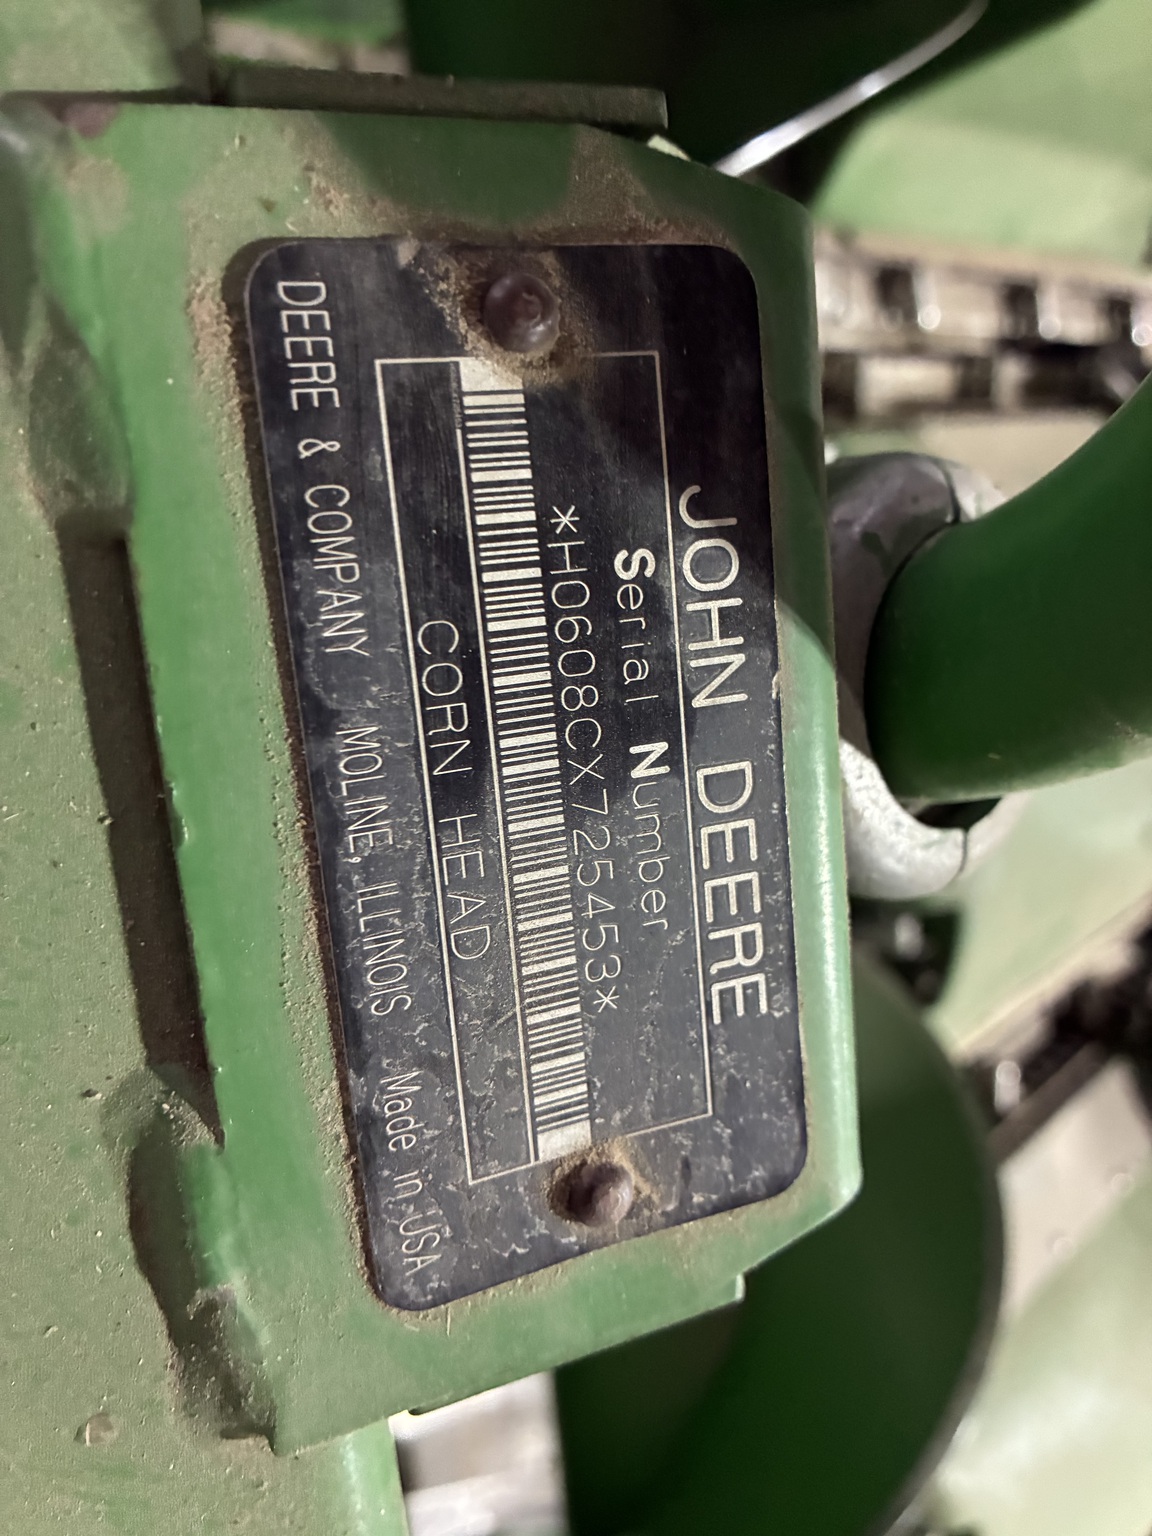 JOHN DEERE
Serial Number
*H0608CX725453*
CORN HEAD
DEERE & COMPANY MOLINE, ILLINOIS Made in USA